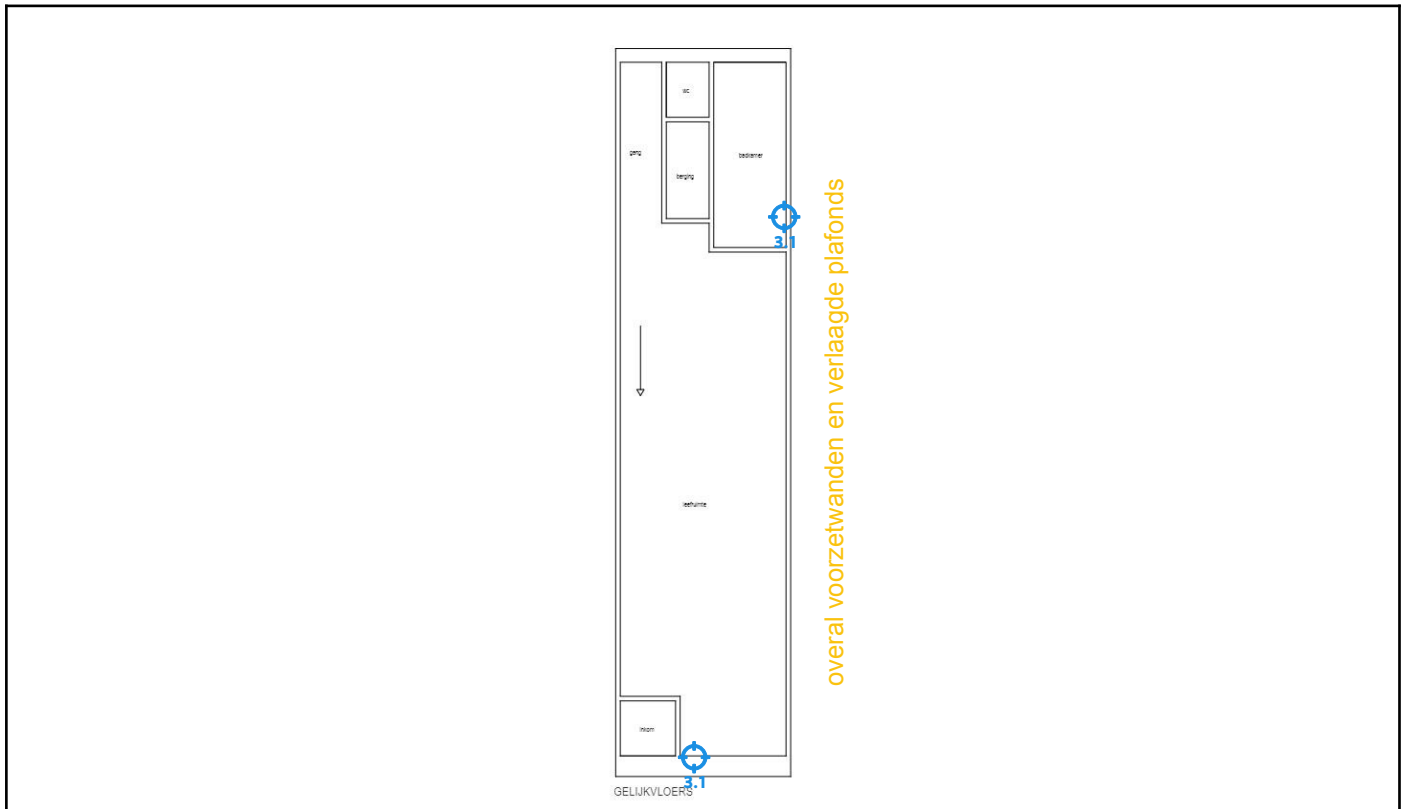 wc
gang
badkamer
berging
3.1
overal voorzetwanden en verlaagde plafonds
leefruimte
inkom
3.1
GELIJKVLOERS